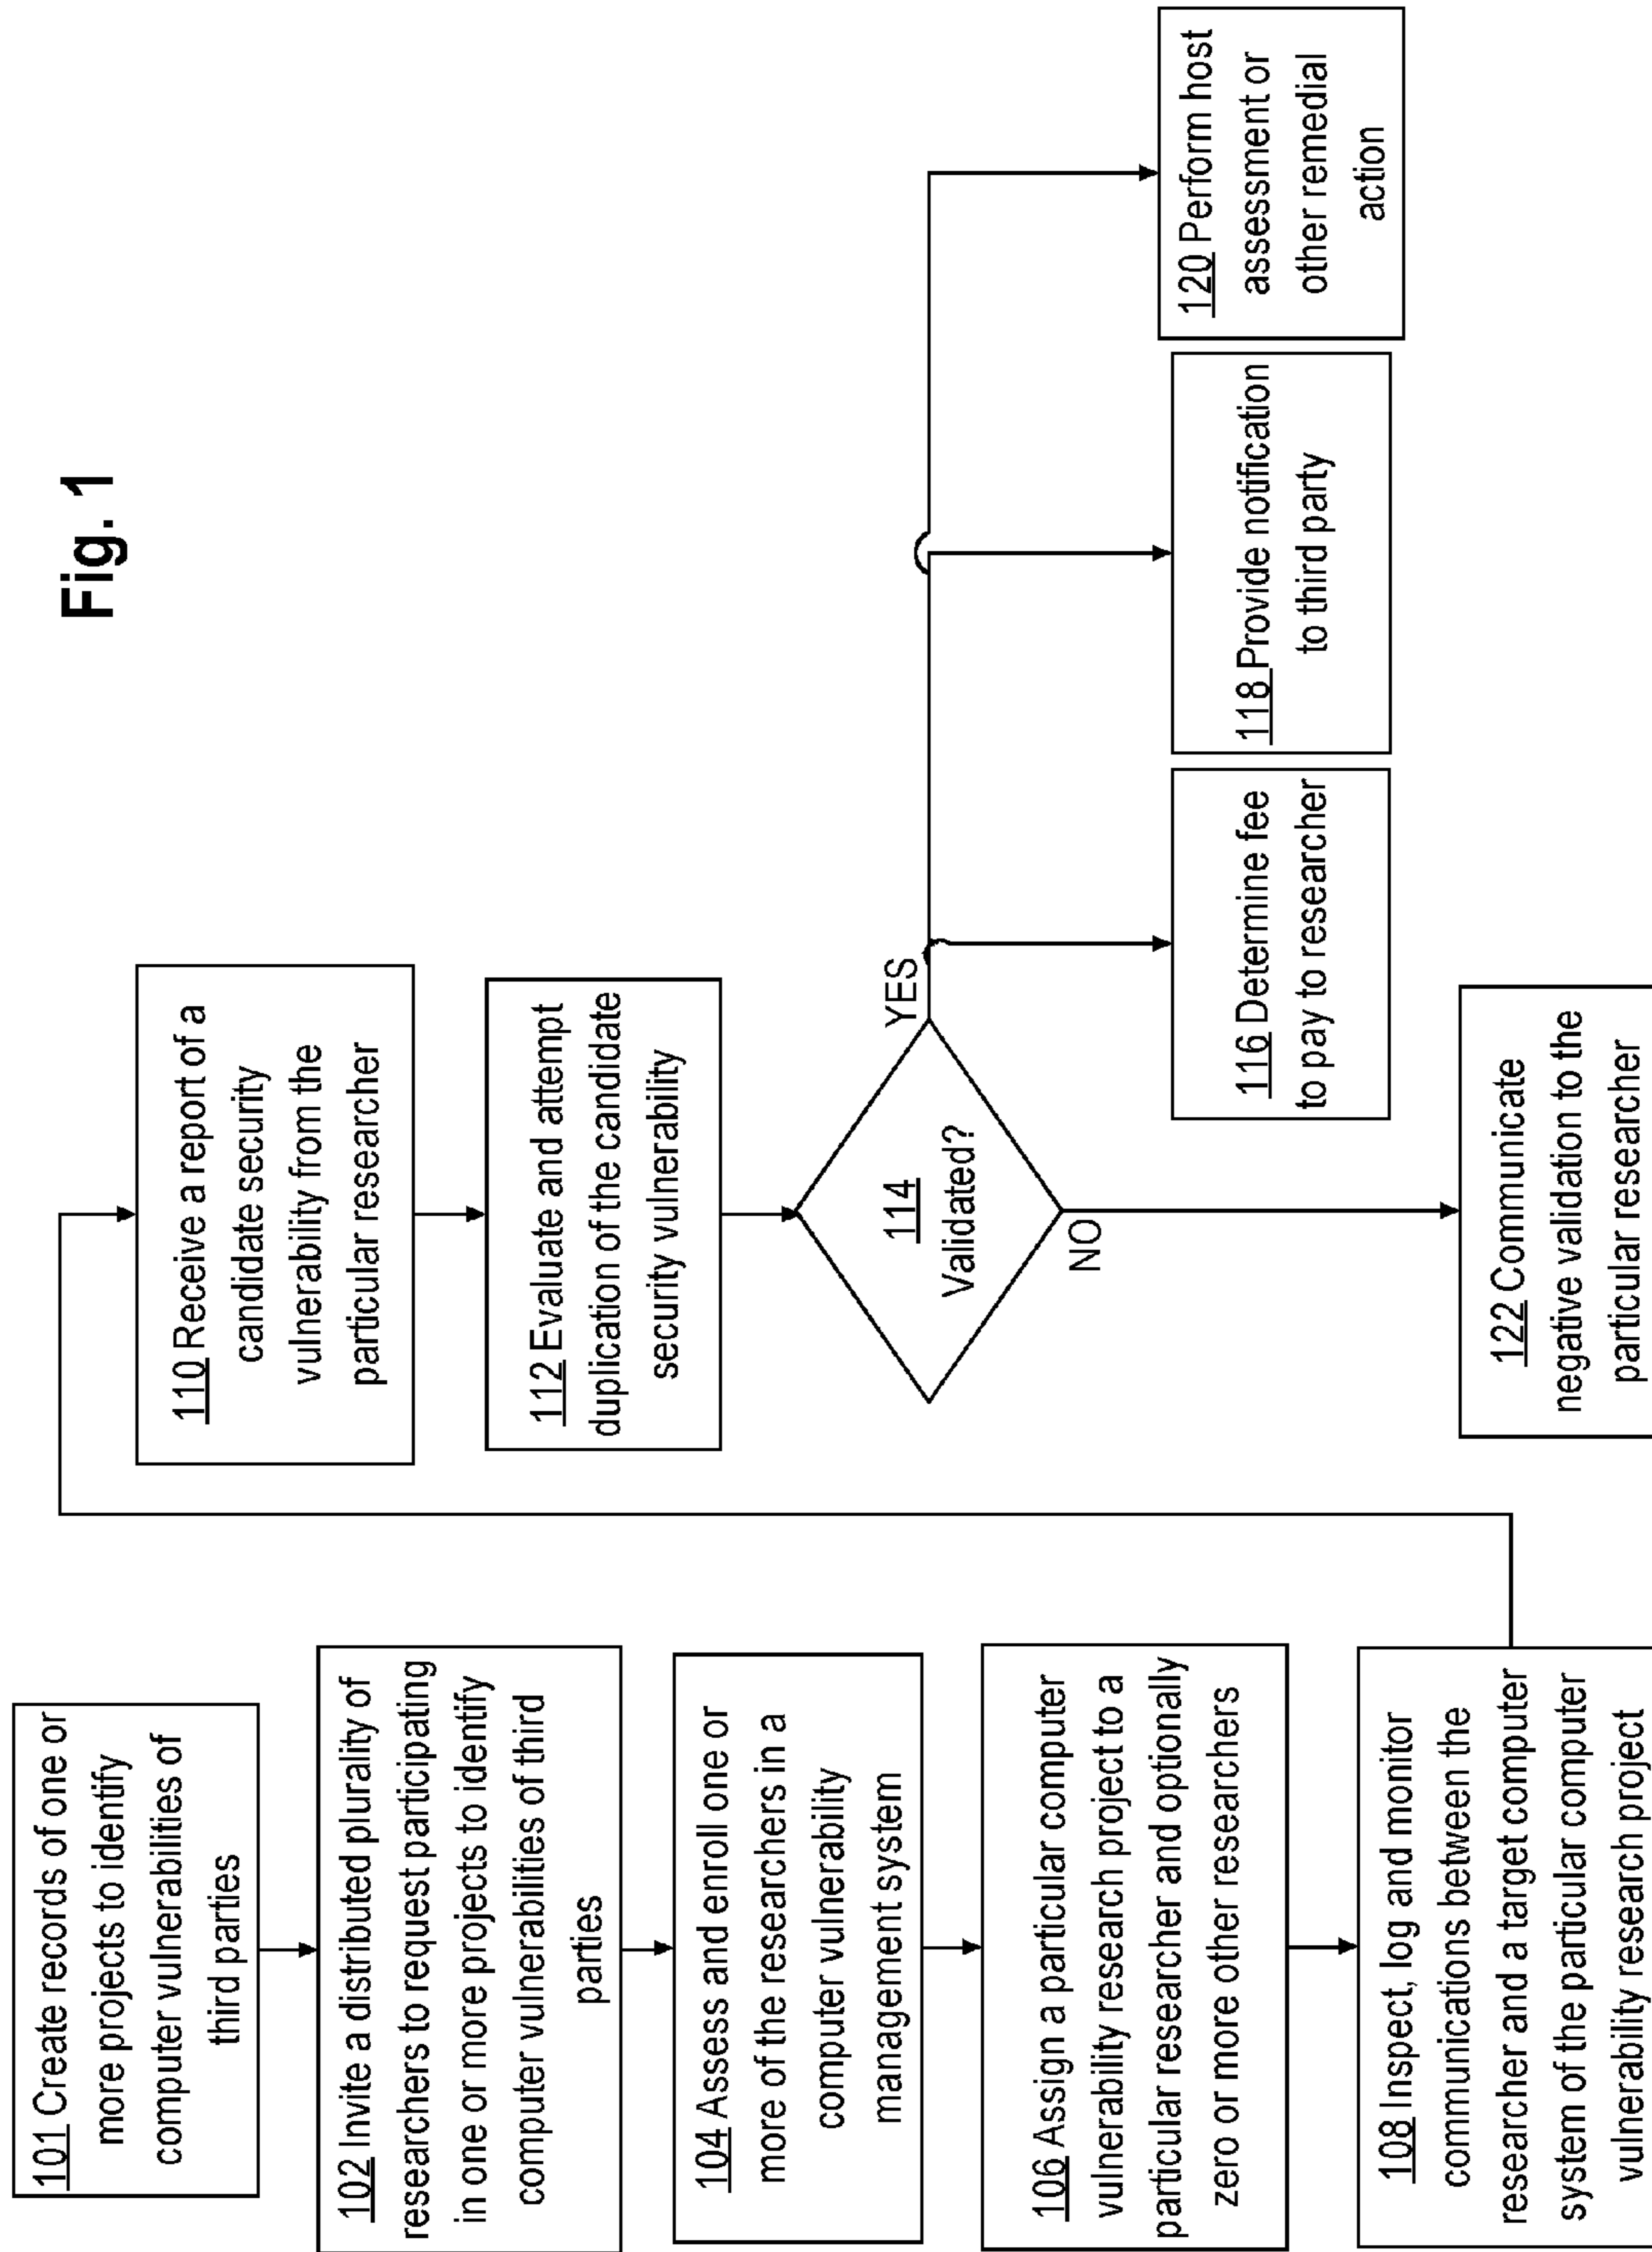 Fig. 1
101 Create records of one or
more projects to identify
computer vulnerabilities of
third parties
102 Invite a distributed plurality of
researchers to request participating
in one or more projects to identify
computer vulnerabilities of third
parties
104 Assess and enroll one or
more of the researchers in a
computer vulnerability
management system
106 Assign a particular computer
vulnerability research project to a
particular researcher and optionally
zero or more other researchers
108 Inspect, log and monitor
communications between the
researcher and a target computer
system of the particular computer
vulnerability research project
110 Receive a report of a
candidate security
vulnerability from the
particular researcher
112 Evaluate and attempt
duplication of the candidate
security vulnerability
114
Validated?
YES
NO
116 Determine fee
to pay to researcher
118 Provide notification
to third party
120 Perform host
assessment or
other remedial
action
122 Communicate
negative validation to the
particular researcher